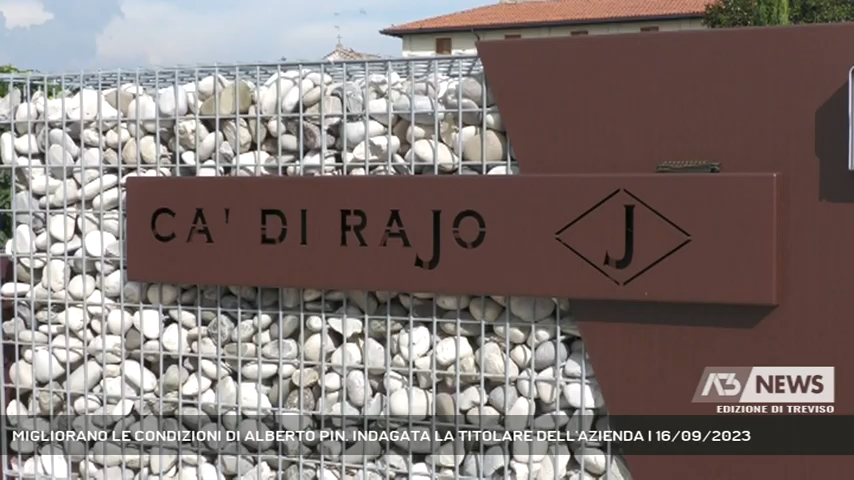 CA' DI RAJO
J
A3 NEWS
EDIZIONE DI TREVISO
MIGLIORANO LE CONDIZIONI DI ALBERTO PIN. INDAGATA LA TITOLARE DELL'AZIENDA | 16/09/2023